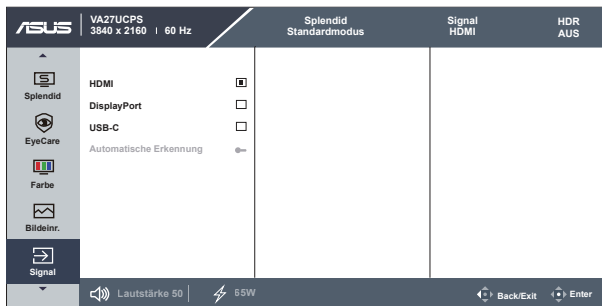 ASUS
VA27UCPS
3840 x 2160 | 60 Hz
Splendid
Standardmodus
Signal
HDMI
HDR
AUS
Splendid
EyeCare
Farbe
Bildeinr.
Signal
HDMI
DisplayPort
USB-C
Automatische Erkennung
Lautstärke 50
65W
Back/Exit
Enter